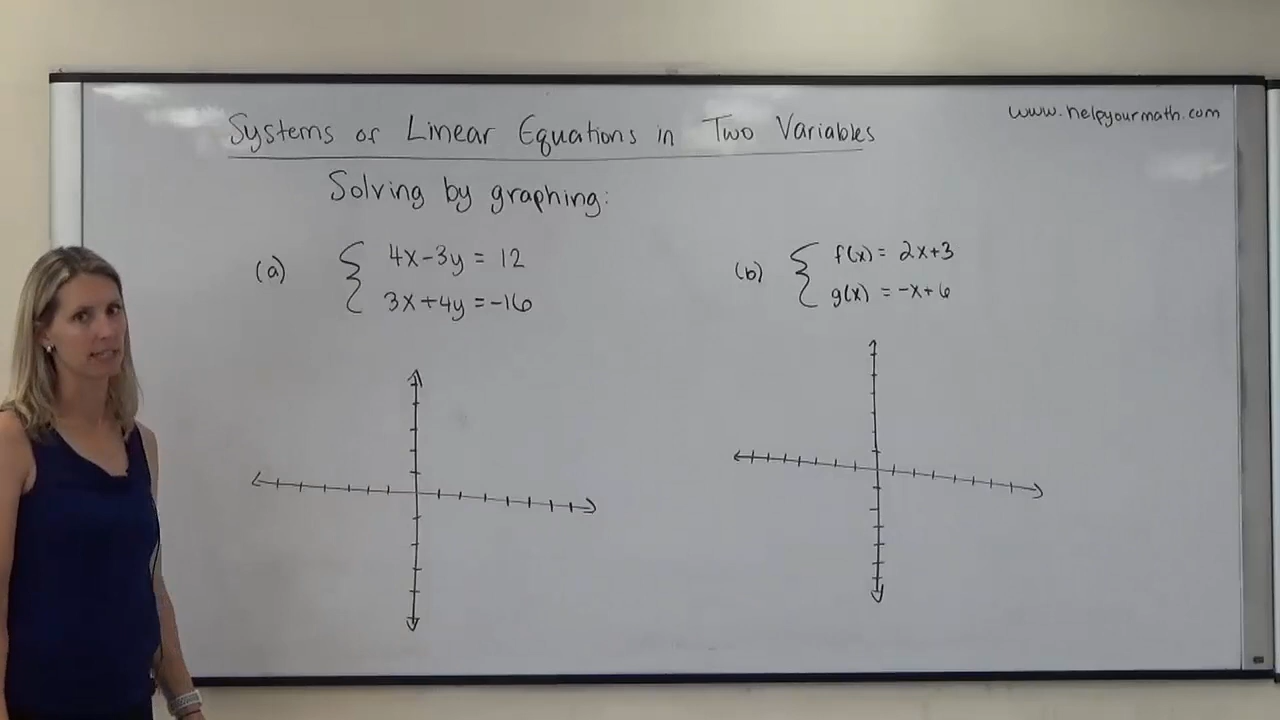 Systems of Linear Equations in Two Variables
www.helpyourmath.com
Solving by graphing:
(a) { 4x-3y = 12
3x+4y = -16
(b) { f(x) = 2x+3
g(x) = -x+6